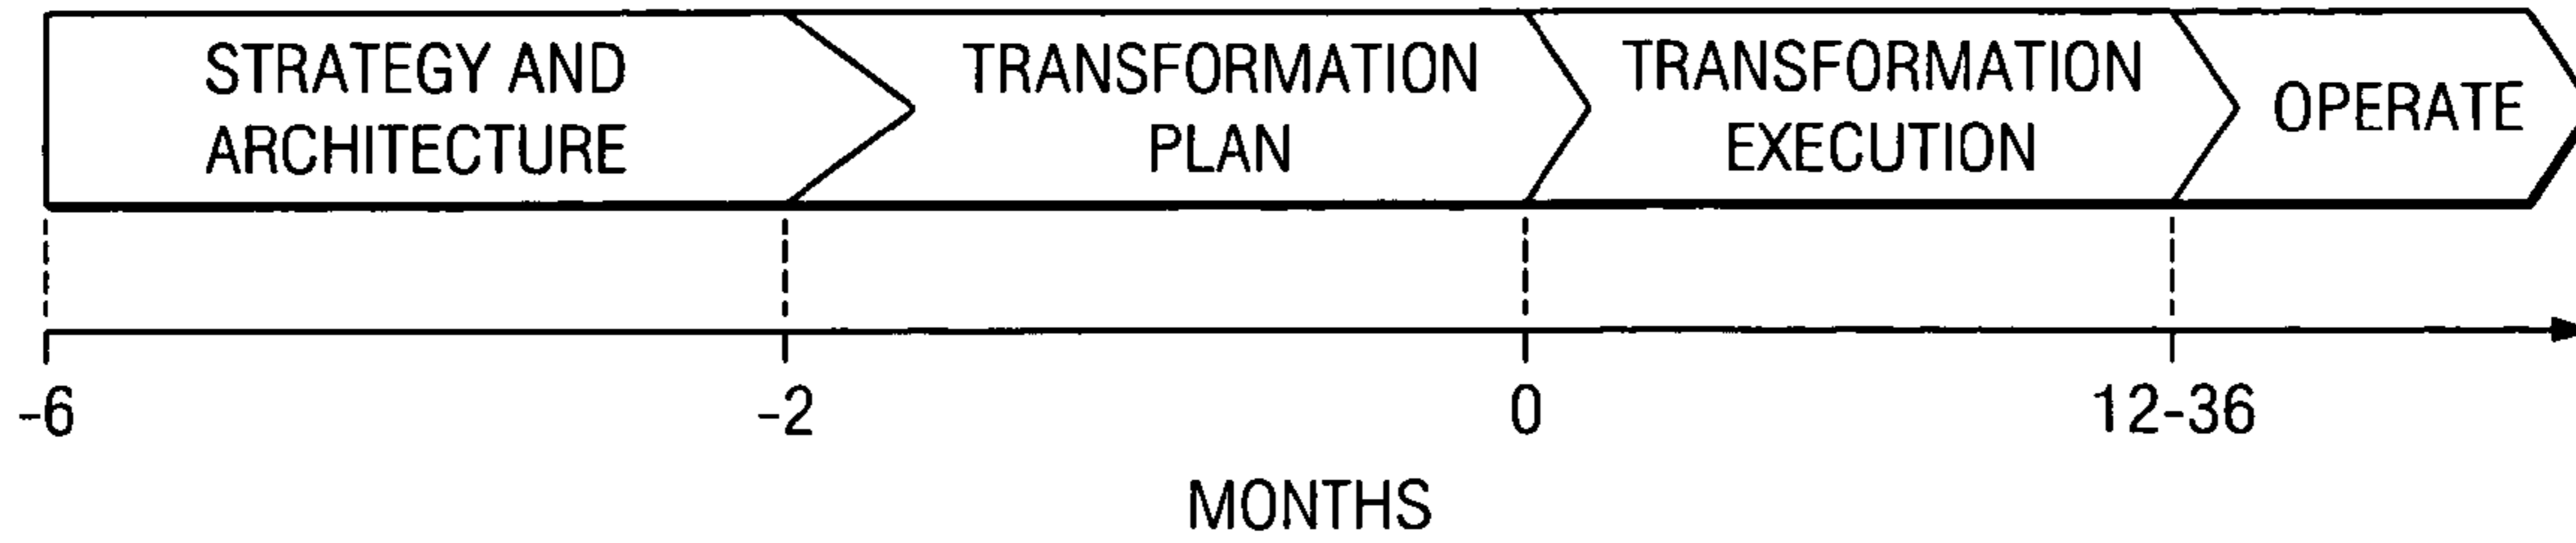 STRATEGY AND
ARCHITECTURE
TRANSFORMATION
PLAN
TRANSFORMATION
EXECUTION
OPERATE
-6
-2
0
12-36
MONTHS